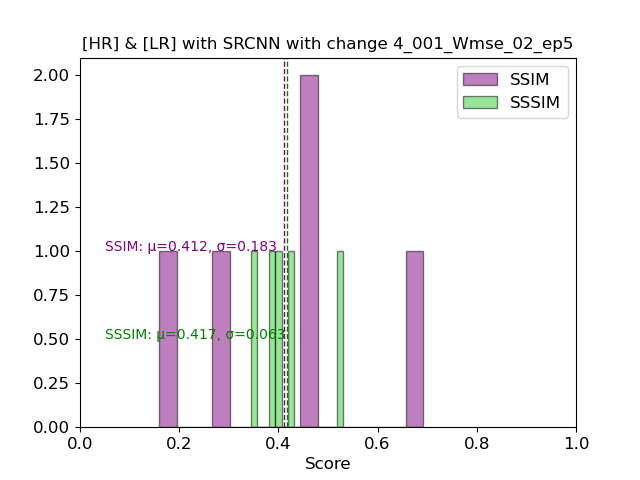 [HR] & [LR] with SRCNN with change 4_001_Wmse_02_ep5
2.00
1.75
1.50
1.25
1.00
0.75
0.50
0.25
0.00
SSIM
SSSIM
SSIM: μ=0.412, σ=0.183
SSSIM: μ=0.417, σ=0.063
0.0 0.2 0.4 0.6 0.8 1.0
Score